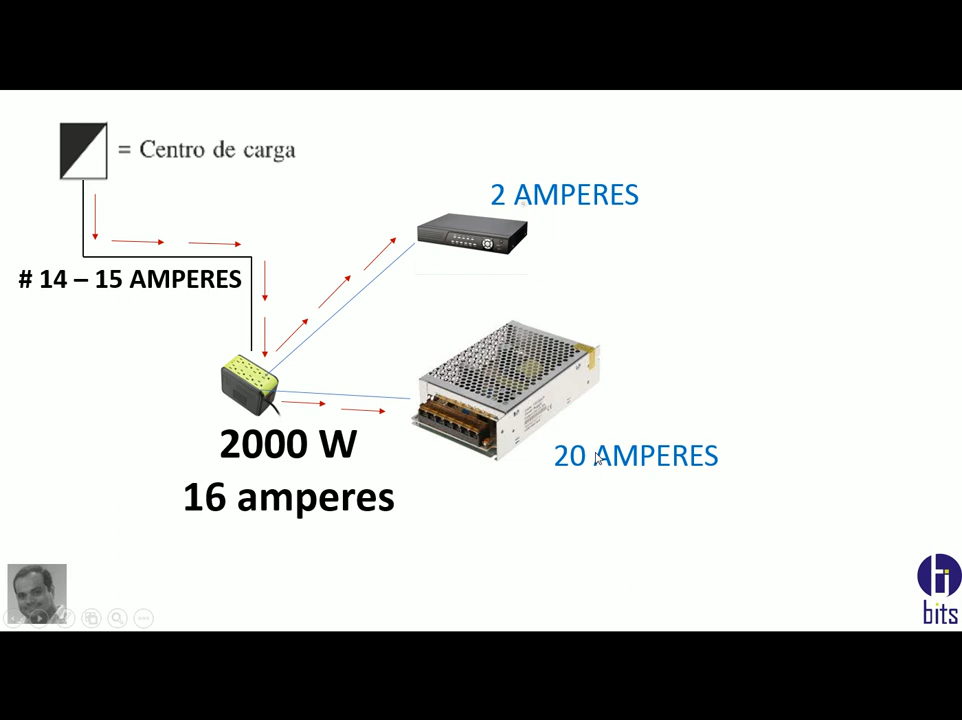 = Centro de carga
2 AMPERES
# 14 – 15 AMPERES
2000 W
16 amperes
20 AMPERES
bits